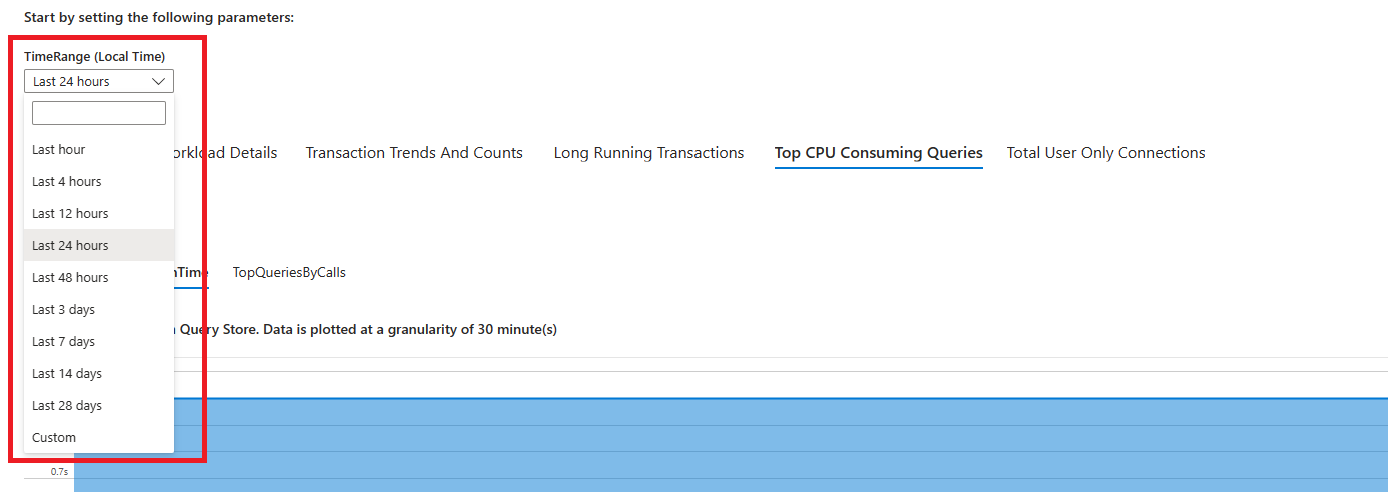 Start by setting the following parameters:
TimeRange (Local Time)
Last 24 hours
Last hour
Last 4 hours
Last 12 hours
Last 24 hours
Last 48 hours
Last 3 days
Last 7 days
Last 14 days
Last 28 days
Custom
Details Transaction Trends And Counts Long Running Transactions Top CPU Consuming Queries Total User Only Connections
TopQueriesByCalls
Query Store. Data is plotted at a granularity of 30 minute(s)
0.7s